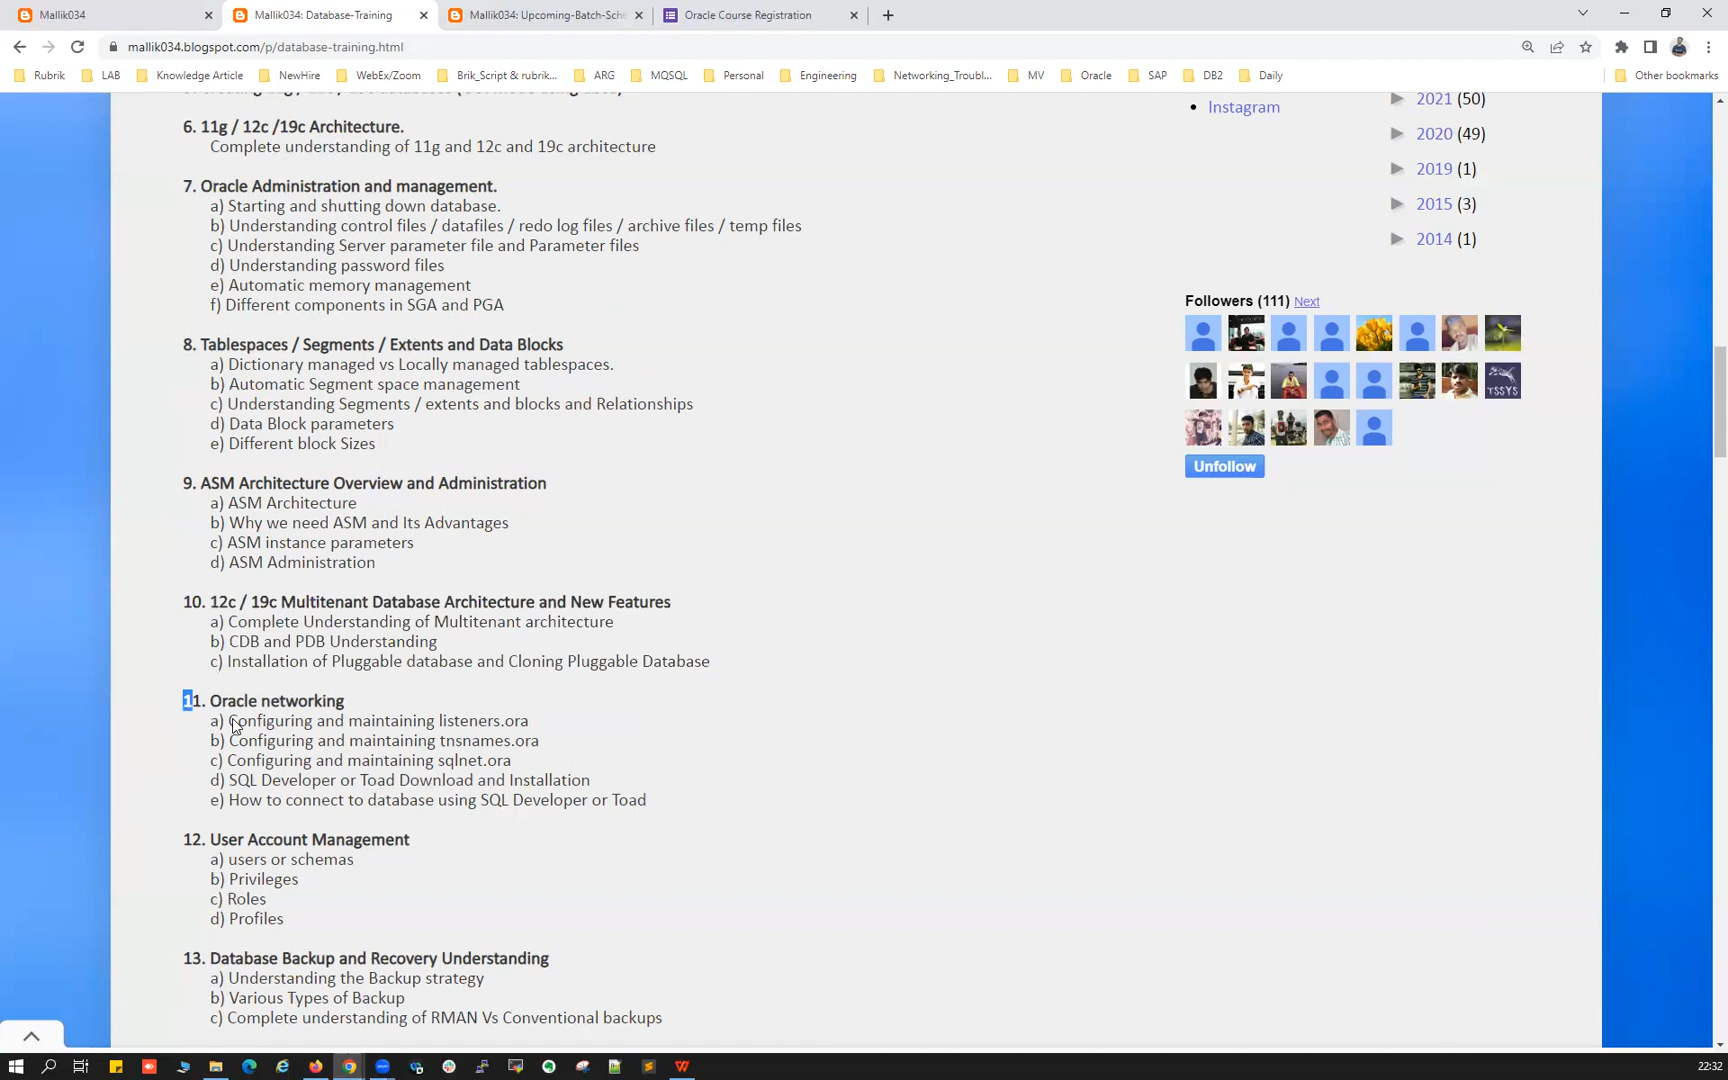 Mallik034
Mallik034: Database-Training
Mallik034: Upcoming-Batch-Sche
Oracle Course Registration
mallik034.blogspot.com/p/database-training.html
Rubrik
LAB
Knowledge Article
NewHire
WebEx/Zoom
Brik_Script & rubrik...
ARG
MQSQL
Personal
Engineering
Networking_Troubl...
MV
Oracle
SAP
DB2
Daily
Other bookmarks
6. 11g / 12c /19c Architecture.
Complete understanding of 11g and 12c and 19c architecture
7. Oracle Administration and management.
a) Starting and shutting down database.
b) Understanding control files / datafiles / redo log files / archive files / temp files
c) Understanding Server parameter file and Parameter files
d) Understanding password files
e) Automatic memory management
f) Different components in SGA and PGA
8. Tablespaces / Segments / Extents and Data Blocks
a) Dictionary managed vs Locally managed tablespaces.
b) Automatic Segment space management
c) Understanding Segments / extents and blocks and Relationships
d) Data Block parameters
e) Different block Sizes
9. ASM Architecture Overview and Administration
a) ASM Architecture
b) Why we need ASM and Its Advantages
c) ASM instance parameters
d) ASM Administration
10. 12c / 19c Multitenant Database Architecture and New Features
a) Complete Understanding of Multitenant architecture
b) CDB and PDB Understanding
c) Installation of Pluggable database and Cloning Pluggable Database
11. Oracle networking
a) Configuring and maintaining listeners.ora
b) Configuring and maintaining tnsnames.ora
c) Configuring and maintaining sqlnet.ora
d) SQL Developer or Toad Download and Installation
e) How to connect to database using SQL Developer or Toad
12. User Account Management
a) users or schemas
b) Privileges
c) Roles
d) Profiles
13. Database Backup and Recovery Understanding
a) Understanding the Backup strategy
b) Various Types of Backup
c) Complete understanding of RMAN Vs Conventional backups
Instagram
2021 (50)
2020 (49)
2019 (1)
2015 (3)
2014 (1)
Followers (111) Next
TSSYS
Unfollow
22:32